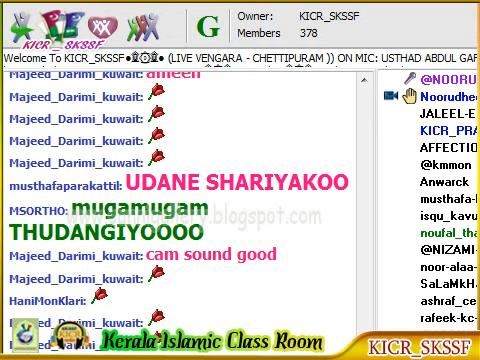 KICR_SKSSF
G
Owner: KICR_SKSSF
Members 378
Welcome To KICR_SKSSF (LIVE VENGARA - CHETTIPURAM )) ON MIC: USTHAD ABDUL GAF
Majeed_Darimi_kuwait: ameen
Majeed_Darimi_kuwait:
Majeed_Darimi_kuwait:
Majeed_Darimi_kuwait:
Majeed_Darimi_kuwait:
musthafaparakattil: UDANE SHARIYAKOO
MSORTHO: mugamugam
THUDANGIYOOOO
Majeed_Darimi_kuwait: cam sound good
Majeed_Darimi_kuwait:
HaniMonKlari:
Majeed_Darimi_kuwait:
@NOORU
Noorudhee
JALEEL-E
KICR_PRA
AFFECTIO
@kmmon
Anwarck
musthafa-k
isqu_kavu
noufal_tha
@NIZAMI-
noor-alaa-
SaLaMkH
ashraf_ce
rafeek-kc-
Kerala Islamic Class Room
KICR_SKSSF